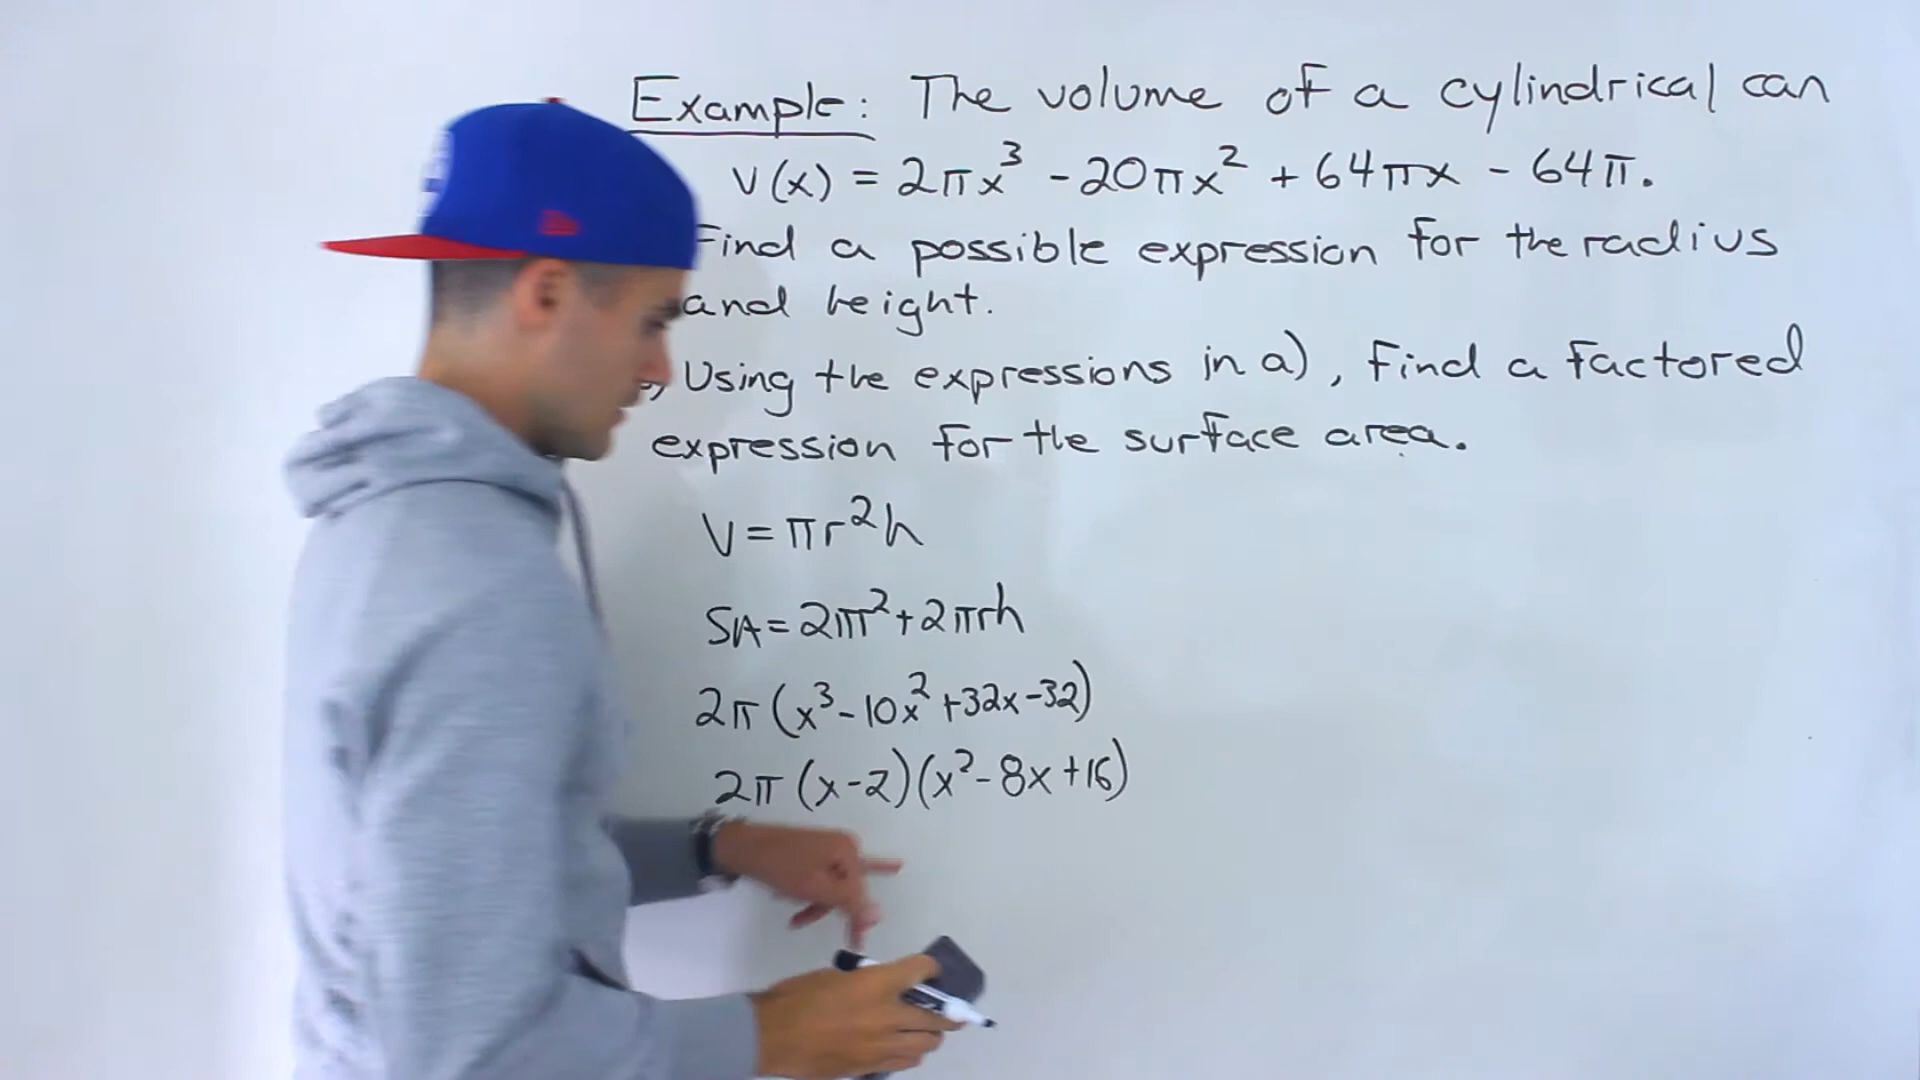 Example: The volume of a cylindrical can
V(x) = 2πx³ - 20πx² + 64πx - 64π.
Find a possible expression for the radius
and height.
Using the expressions in a), Find a factored
expression for the surface area.
V = πr²h
SA = 2πr² + 2πrh
2π(x³ - 10x² + 32x - 32)
2π(x-2)(x² - 8x + 16)